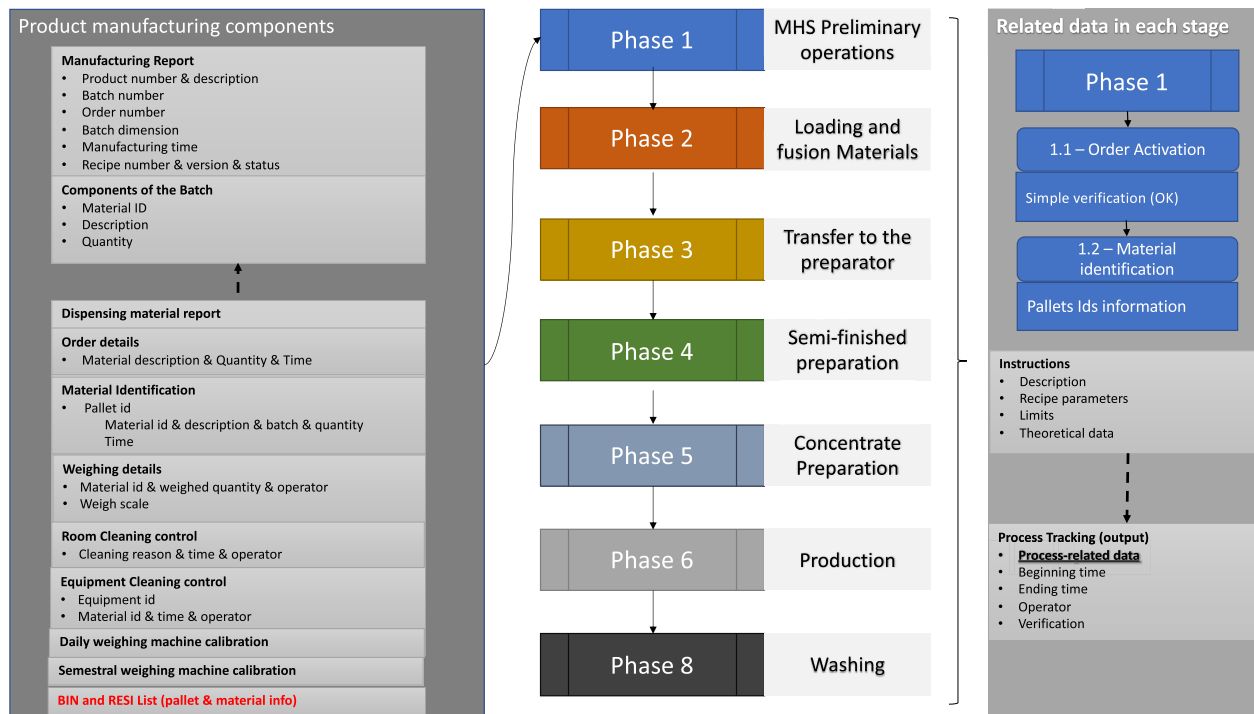 Product manufacturing components
Manufacturing Report
• Product number & description
• Batch number
• Order number
• Batch dimension
• Manufacturing time
• Recipe number & version & status
Components of the Batch
• Material ID
• Description
• Quantity
Dispensing material report
Order details
• Material description & Quantity & Time
Material Identification
• Pallet id
Material id & description & batch & quantity
Time
Weighing details
• Material id & weighed quantity & operator
• Weigh scale
Room Cleaning control
• Cleaning reason & time & operator
Equipment Cleaning control
• Equipment id
• Material id & time & operator
Daily weighing machine calibration
Semestral weighing machine calibration
BIN and RESI List (pallet & material info)
Phase 1
MHS Preliminary
operations
Phase 2
Loading and
fusion Materials
Phase 3
Transfer to the
preparator
Phase 4
Semi-finished
preparation
Phase 5
Concentrate
Preparation
Phase 6
Production
Phase 8
Washing
Related data in each stage
Phase 1
1.1 – Order Activation
Simple verification (OK)
1.2 – Material
identification
Pallets Ids information
Instructions
• Description
• Recipe parameters
• Limits
• Theoretical data
Process Tracking (output)
• Process-related data
• Beginning time
• Ending time
• Operator
• Verification